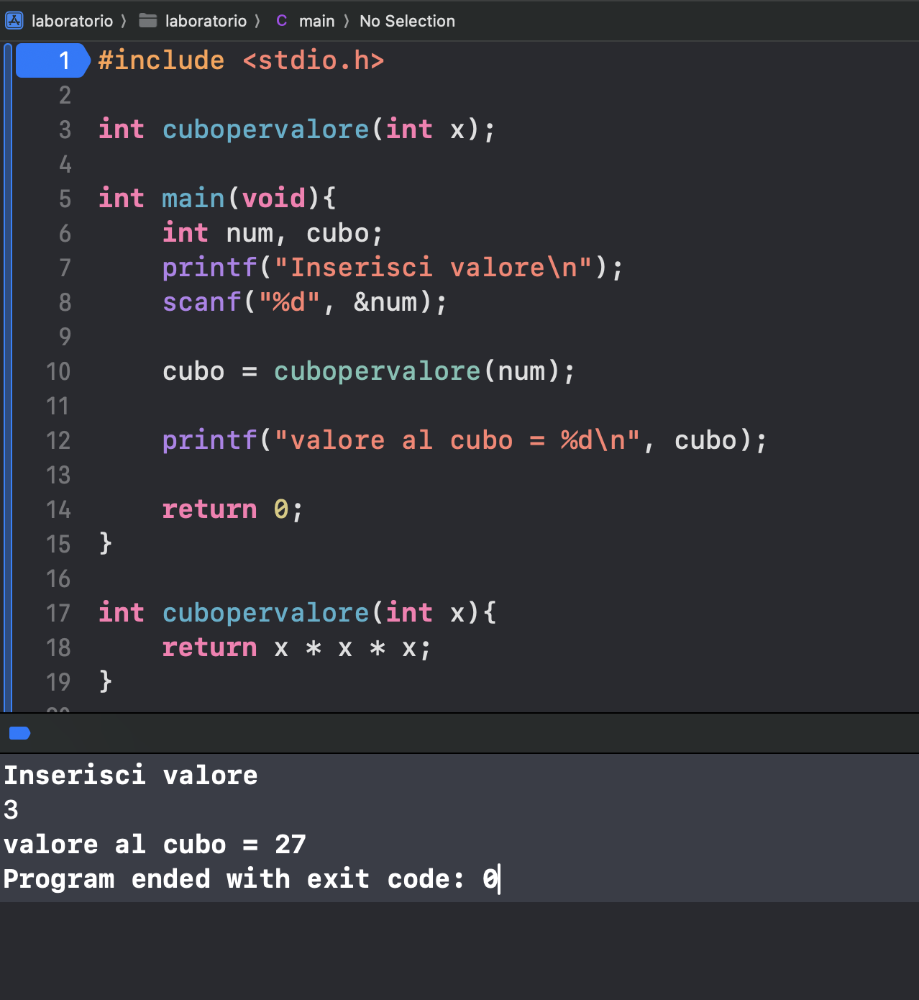 laboratorio 〉 laboratorio 〉 C main 〉 No Selection
1 #include <stdio.h>
2
3 int cubopervalore(int x);
4
5 int main(void){
6 int num, cubo;
7 printf("Inserisci valore\n");
8 scanf("%d", &num);
9
10 cubo = cubopervalore(num);
11
12 printf("valore al cubo = %d\n", cubo);
13
14 return 0;
15 }
16
17 int cubopervalore(int x){
18 return x * x * x;
19 }
Inserisci valore
3
valore al cubo = 27
Program ended with exit code: 0